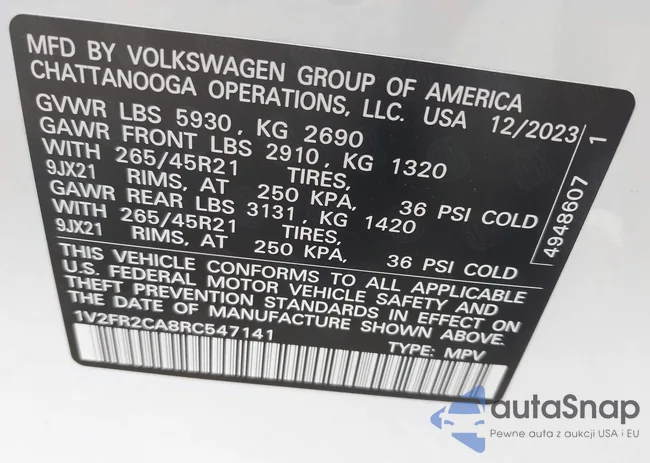 MFD BY VOLKSWAGEN GROUP OF AMERICA
CHATTANOOGA OPERATIONS, LLC. USA 12/2023
GVWR LBS 5930, KG 2690
GAWR FRONT LBS 2910, KG 1320
WITH 265/45R21 TIRES,
9JX21 RIMS, AT 250 KPA, 36 PSI COLD
GAWR REAR LBS 3131, KG 1420
WITH 265/45R21 TIRES,
9JX21 RIMS, AT 250 KPA, 36 PSI COLD
THIS VEHICLE CONFORMS TO ALL APPLICABLE
U.S. FEDERAL MOTOR VEHICLE SAFETY AND
THEFT PREVENTION STANDARDS IN EFFECT ON
THE DATE OF MANUFACTURE SHOWN ABOVE.
1V2FR2CA8RC547141
TYPE: MPV
4948607 1
autaSnap
Pewne auta z aukcji USA i EU